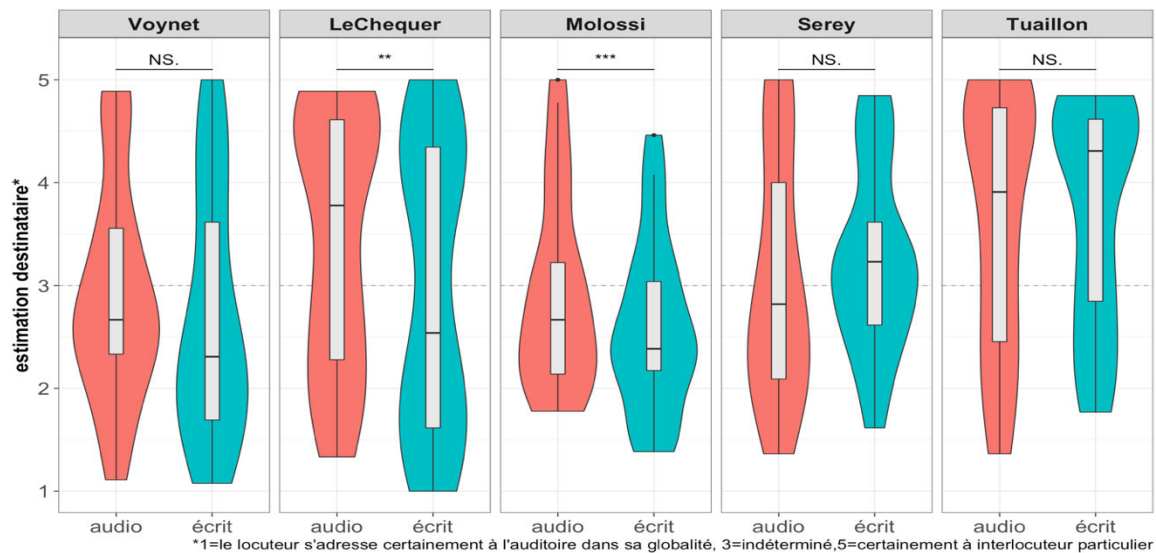 Voynet LeChequer Molossi Serey Tuaillon
NS. ** *** NS. NS.
estimation destinataire*
5
4
3
2
1
audio écrit audio écrit audio écrit audio écrit audio écrit
*1=le locuteur s'adresse certainement à l'auditoire dans sa globalité, 3=indéterminé,5=certainement à interlocuteur particulier